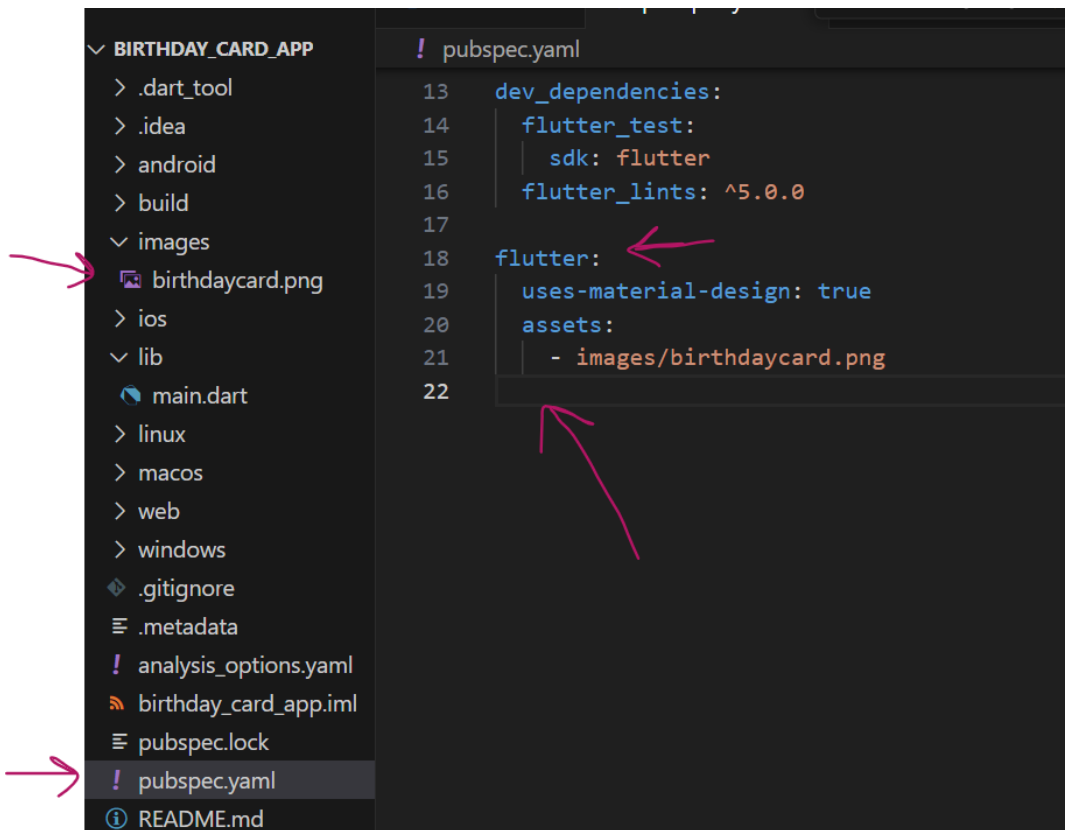 BIRTHDAY_CARD_APP
.dart_tool
.idea
android
build
images
birthdaycard.png
ios
lib
main.dart
linux
macos
web
windows
.gitignore
.metadata
analysis_options.yaml
birthday_card_app.iml
pubspec.lock
pubspec.yaml
README.md
pubspec.yaml
13 dev_dependencies:
14   flutter_test:
15     sdk: flutter
16   flutter_lints: ^5.0.0
17
18 flutter:
19   uses-material-design: true
20   assets:
21     - images/birthdaycard.png
22